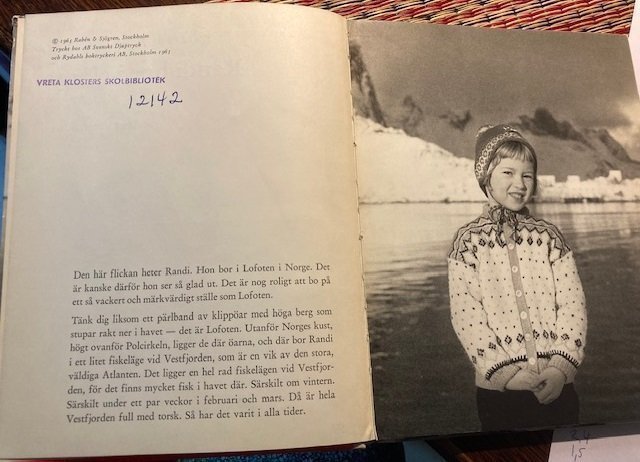 © 1965 Rabén & Sjögren, Stockholm
Tryckt hos AB Svenskt Djuptryck
och Rydahls boktryckeri AB, Stockholm 1965
VRETA KLOSTERS SKOLBIBLIOTEK
12142
Den här flickan heter Randi. Hon bor i Lofoten i Norge. Det
är kanske därför hon ser så glad ut. Det är nog roligt att bo på
ett så vackert och märkvärdigt ställe som Lofoten.
Tänk dig liksom ett pärlband av klippöar med höga berg som
stupar rakt ner i havet — det är Lofoten. Utanför Norges kust,
högt ovanför Polcirkeln, ligger de där öarna, och där bor Randi
i ett litet fiskeläge vid Vestfjorden, som är en vik av den stora,
väldiga Atlanten. Det ligger en hel rad fiskelägen vid Vestfjor-
den, för det finns mycket fisk i havet där. Särskilt om vintern.
Särskilt under ett par veckor i februari och mars. Då är hela
Vestfjorden full med torsk. Så har det varit i alla tider.
1,5